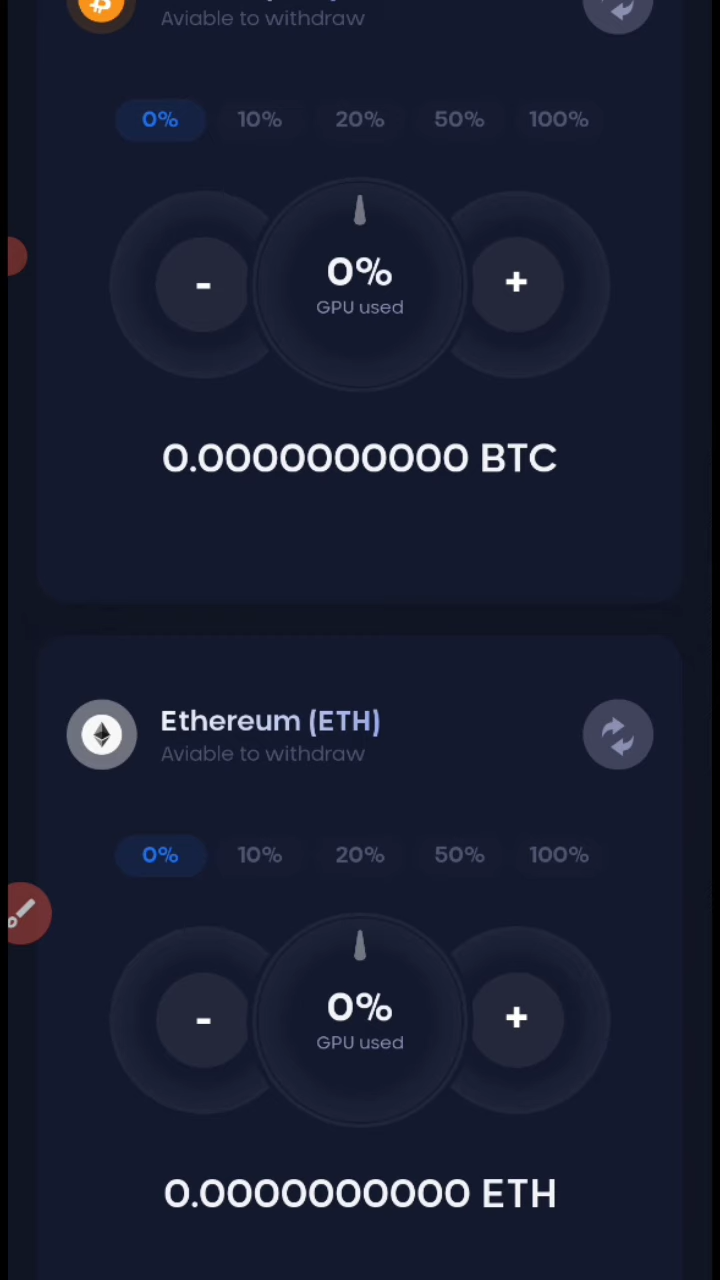 Aviable to withdraw
0% 10% 20% 50% 100%
- 0% +
GPU used
0.0000000000 BTC
Ethereum (ETH)
Aviable to withdraw
0% 10% 20% 50% 100%
- 0% +
GPU used
0.0000000000 ETH